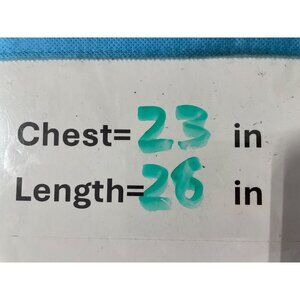 Chest= 23 in
Length= 26 in